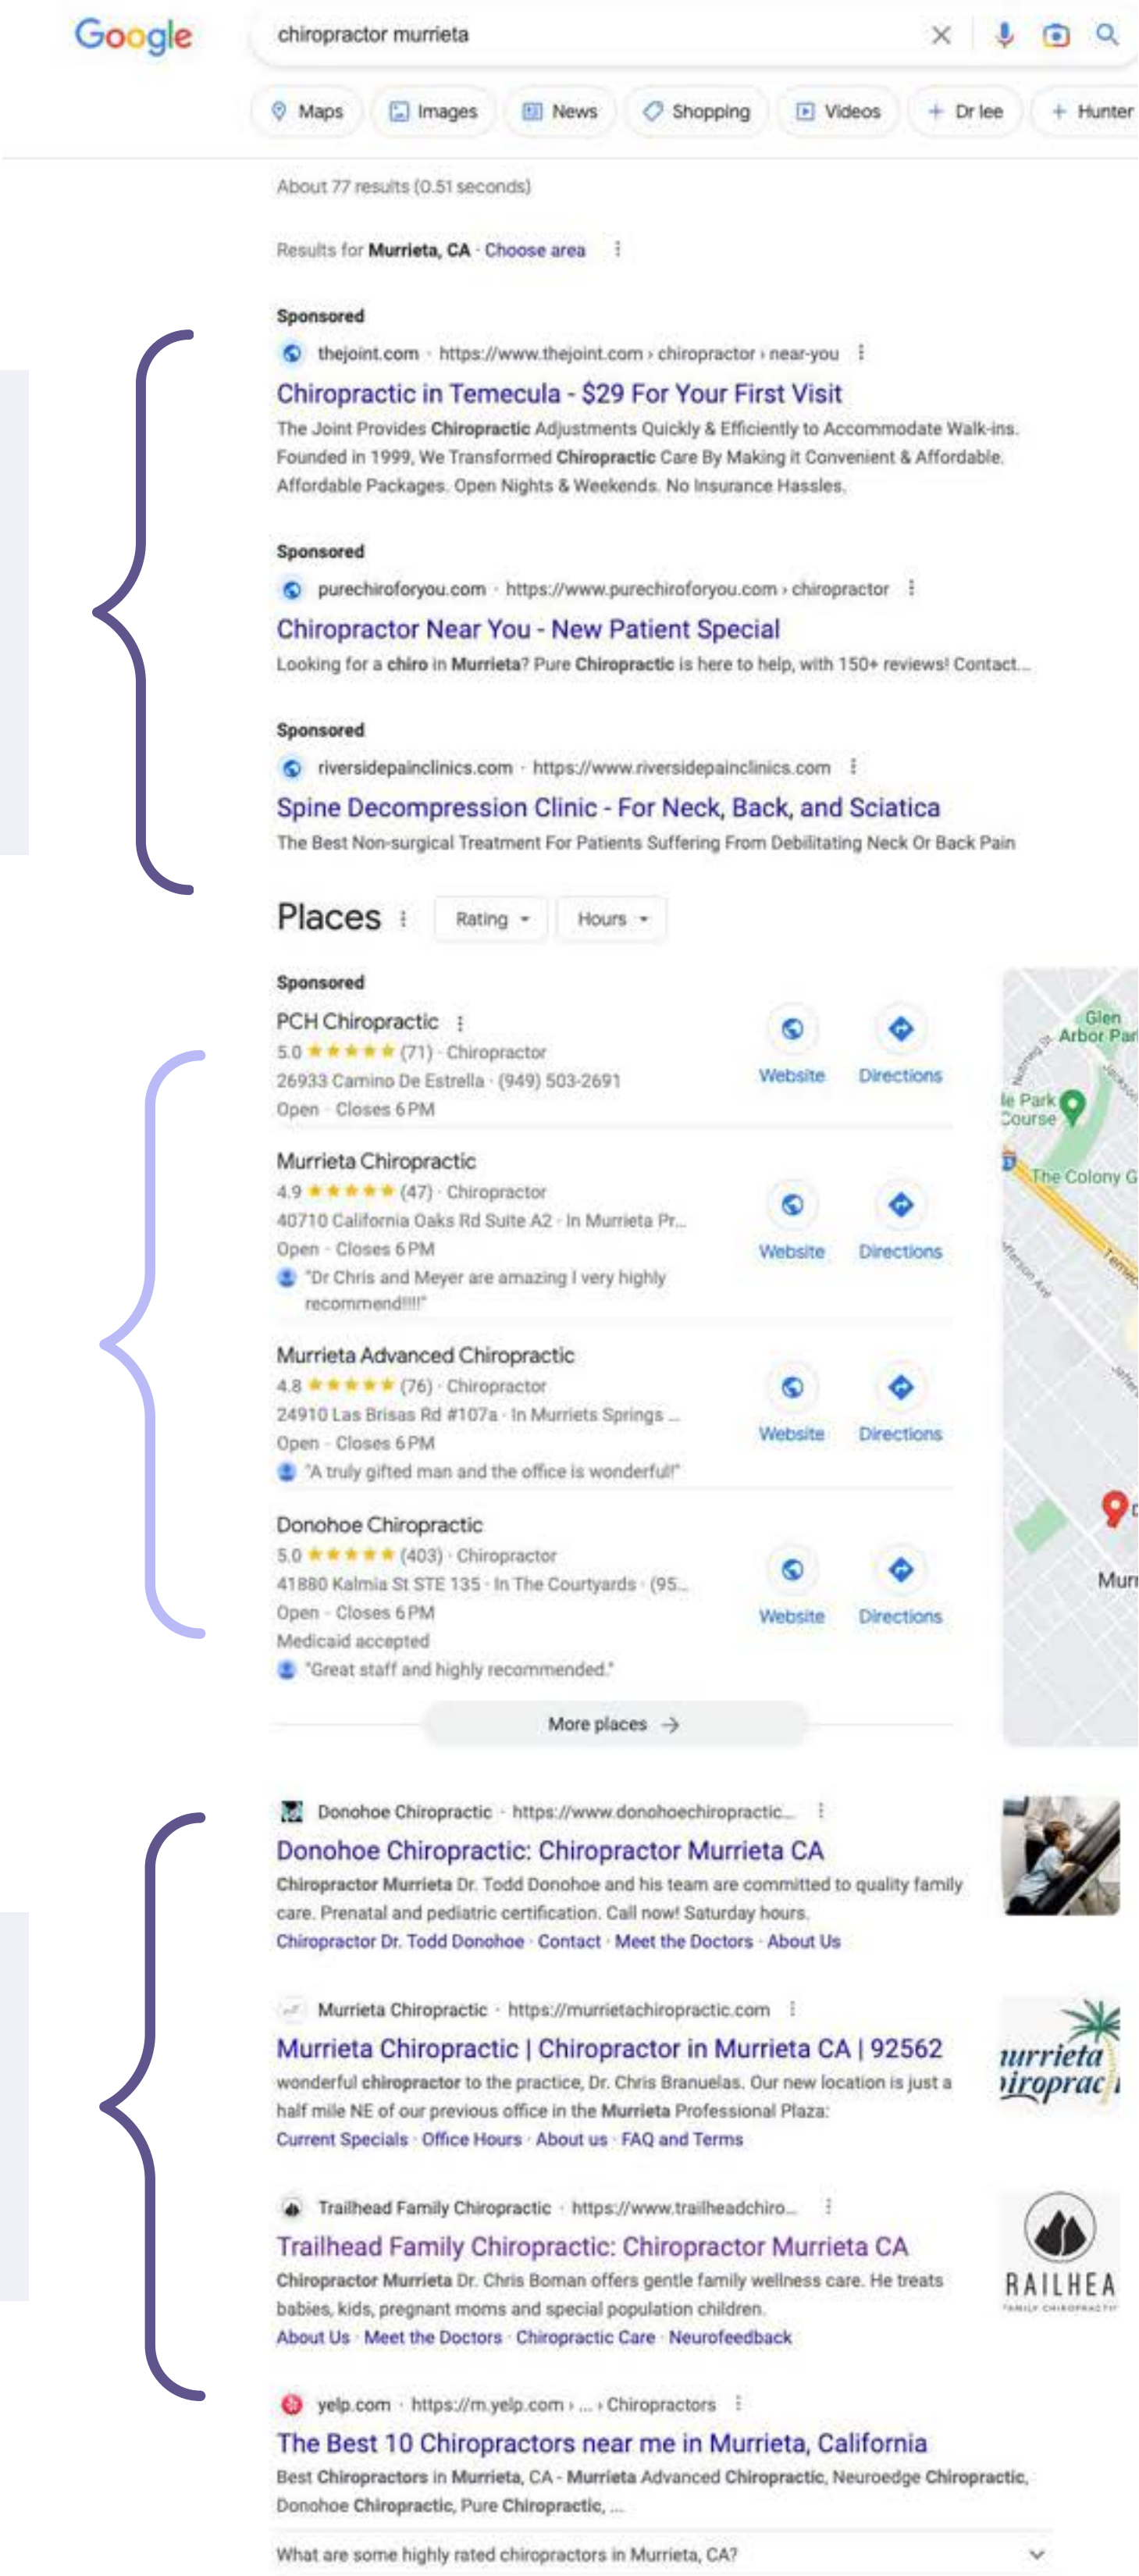 Google
chiropractor murrieta
Maps
Images
News
Shopping
Videos
+ Dr lee
+ Hunter
About 77 results (0.51 seconds)
Results for Murrieta, CA · Choose area
Sponsored
thejoint.com · https://www.thejoint.com › chiropractor › near-you
Chiropractic in Temecula - $29 For Your First Visit
The Joint Provides Chiropractic Adjustments Quickly & Efficiently to Accommodate Walk-ins.
Founded in 1999, We Transformed Chiropractic Care By Making it Convenient & Affordable.
Affordable Packages. Open Nights & Weekends. No Insurance Hassles.
Sponsored
purechiroforyou.com · https://www.purechiroforyou.com › chiropractor
Chiropractor Near You - New Patient Special
Looking for a chiro in Murrieta? Pure Chiropractic is here to help, with 150+ reviews! Contact...
Sponsored
riversidepainclinics.com · https://www.riversidepainclinics.com
Spine Decompression Clinic - For Neck, Back, and Sciatica
The Best Non-surgical Treatment For Patients Suffering From Debilitating Neck Or Back Pain
Places
Rating
Hours
Sponsored
PCH Chiropractic
5.0 ★★★★★ (71) · Chiropractor
26933 Camino De Estrella · (949) 503-2691
Open · Closes 6 PM
Website
Directions
Murrieta Chiropractic
4.9 ★★★★★ (47) · Chiropractor
40710 California Oaks Rd Suite A2 · In Murrieta Pr...
Open · Closes 6 PM
"Dr Chris and Meyer are amazing I very highly
recommend!!!!"
Website
Directions
Murrieta Advanced Chiropractic
4.8 ★★★★★ (76) · Chiropractor
24910 Las Brisas Rd #107a · In Murriets Springs ...
Open · Closes 6 PM
"A truly gifted man and the office is wonderful!"
Website
Directions
Donohoe Chiropractic
5.0 ★★★★★ (403) · Chiropractor
41880 Kalmia St STE 135 · In The Courtyards · (95...
Open · Closes 6 PM
Medicaid accepted
"Great staff and highly recommended."
Website
Directions
Glen
Arbor Par
Nutmeg St
Jackson
le Park
Course
The Colony G
Jefferson Ave
Murr
More places →
Donohoe Chiropractic · https://www.donohoechiropractic...
Donohoe Chiropractic: Chiropractor Murrieta CA
Chiropractor Murrieta Dr. Todd Donohoe and his team are committed to quality family
care. Prenatal and pediatric certification. Call now! Saturday hours.
Chiropractor Dr. Todd Donohoe · Contact · Meet the Doctors · About Us
Murrieta Chiropractic · https://murrietachiropractic.com
Murrieta Chiropractic | Chiropractor in Murrieta CA | 92562
wonderful chiropractor to the practice, Dr. Chris Branuelas. Our new location is just a
half mile NE of our previous office in the Murrieta Professional Plaza:
Current Specials · Office Hours · About us · FAQ and Terms
urrieta
iroprac
Trailhead Family Chiropractic · https://www.trailheadchiro...
Trailhead Family Chiropractic: Chiropractor Murrieta CA
Chiropractor Murrieta Dr. Chris Boman offers gentle family wellness care. He treats
babies, kids, pregnant moms and special population children.
About Us · Meet the Doctors · Chiropractic Care · Neurofeedback
RAILHEA
FAMILY CHIROPRACTI
yelp.com · https://m.yelp.com › ... › Chiropractors
The Best 10 Chiropractors near me in Murrieta, California
Best Chiropractors in Murrieta, CA - Murrieta Advanced Chiropractic, Neuroedge Chiropractic,
Donohoe Chiropractic, Pure Chiropractic, ...
What are some highly rated chiropractors in Murrieta, CA?